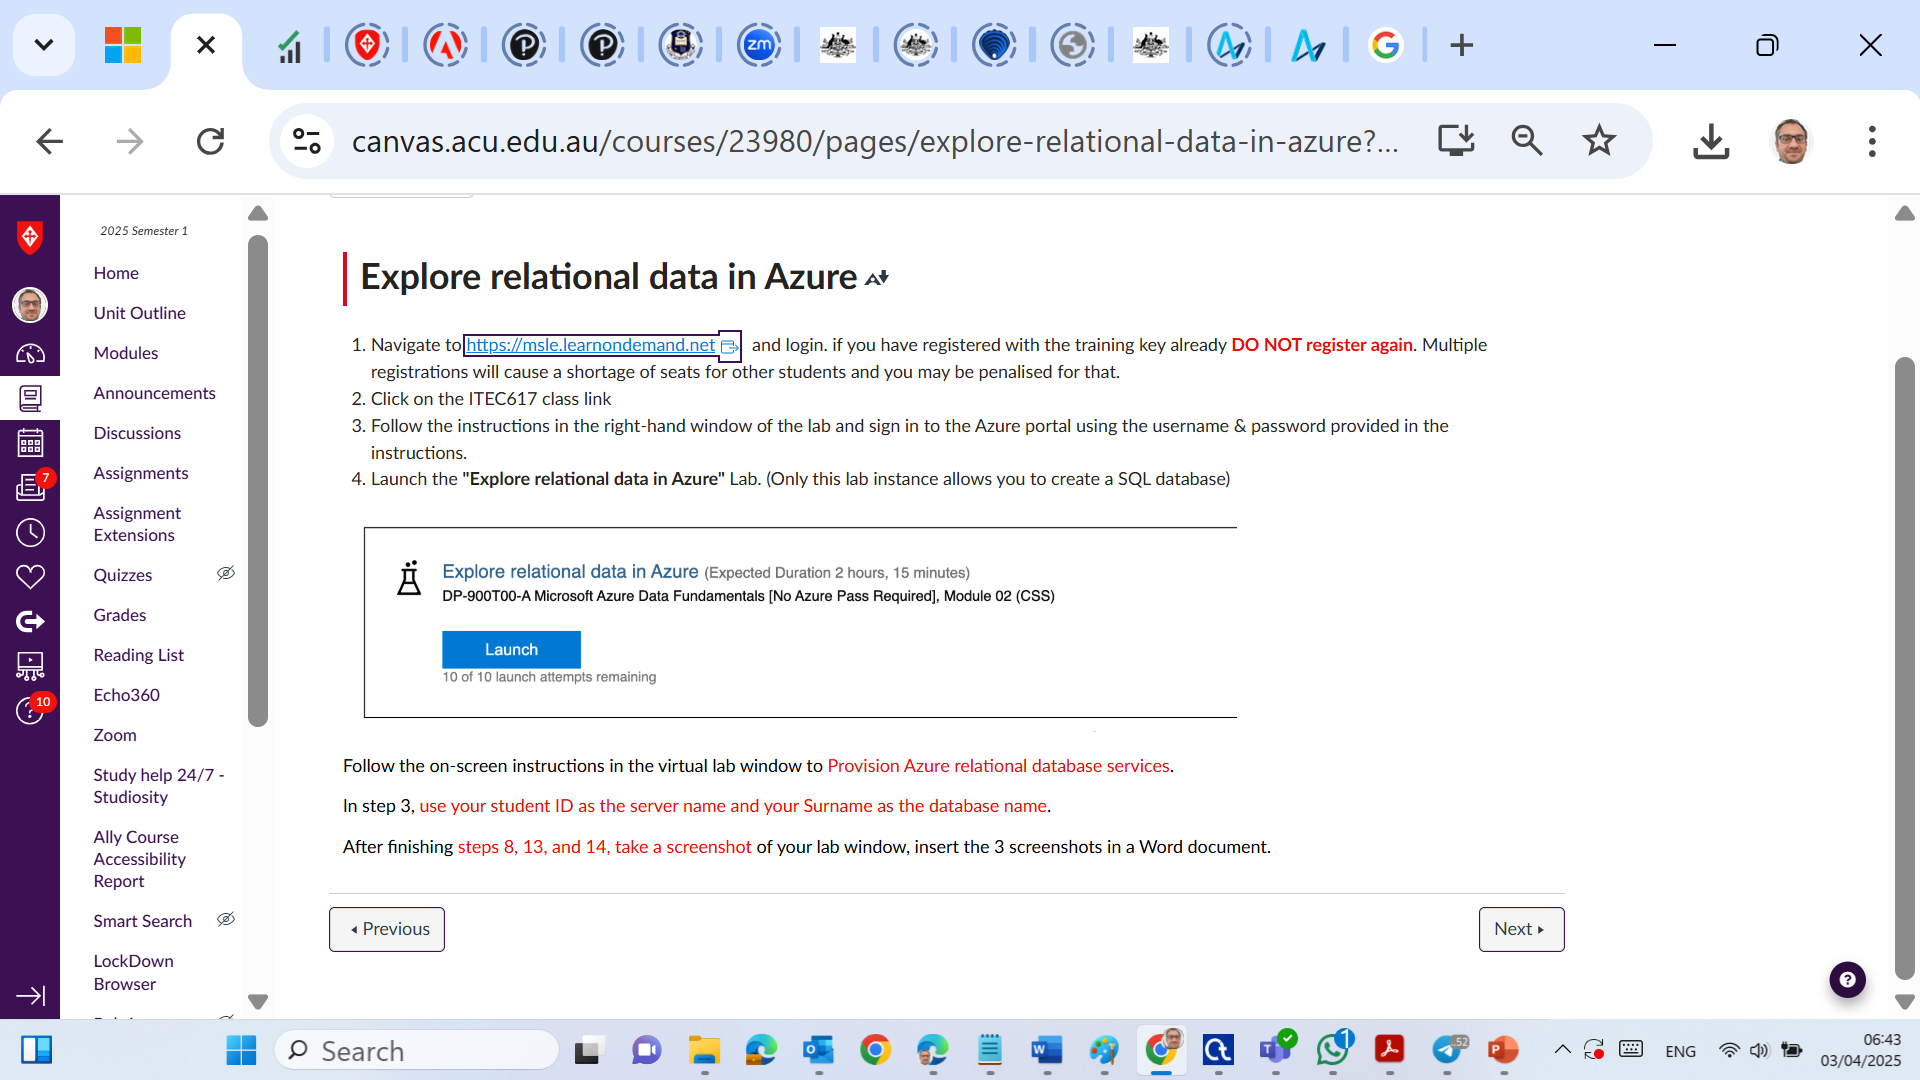 zm
canvas.acu.edu.au/courses/23980/pages/explore-relational-data-in-azure?...
2025 Semester 1
Home
Unit Outline
Modules
Announcements
Discussions
Assignments
Assignment
Extensions
Quizzes
Grades
Reading List
Echo360
Zoom
Study help 24/7 -
Studiosity
Ally Course
Accessibility
Report
Smart Search
LockDown
Browser
7
10
Explore relational data in Azure
1. Navigate to https://msle.learnondemand.net and login. if you have registered with the training key already DO NOT register again. Multiple
registrations will cause a shortage of seats for other students and you may be penalised for that.
2. Click on the ITEC617 class link
3. Follow the instructions in the right-hand window of the lab and sign in to the Azure portal using the username & password provided in the
instructions.
4. Launch the "Explore relational data in Azure" Lab. (Only this lab instance allows you to create a SQL database)
Explore relational data in Azure (Expected Duration 2 hours, 15 minutes)
DP-900T00-A Microsoft Azure Data Fundamentals [No Azure Pass Required], Module 02 (CSS)
Launch
10 of 10 launch attempts remaining
Follow the on-screen instructions in the virtual lab window to Provision Azure relational database services.
In step 3, use your student ID as the server name and your Surname as the database name.
After finishing steps 8, 13, and 14, take a screenshot of your lab window, insert the 3 screenshots in a Word document.
Previous
Next
Search
1
52
ENG
06:43
03/04/2025